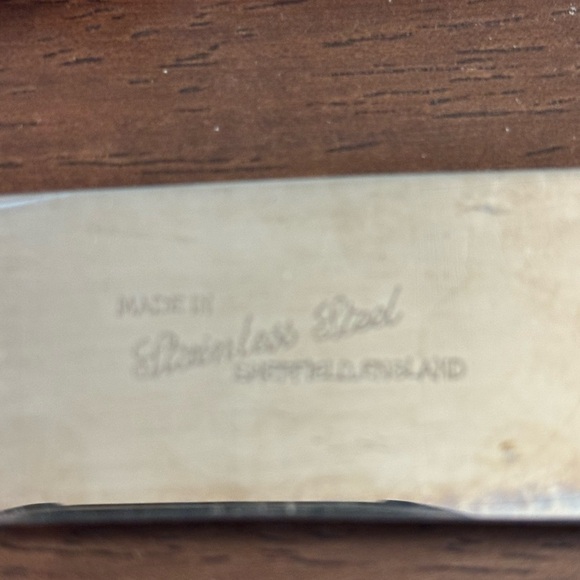 MADE IN
Stainless Steel
SHEFFIELD, ENGLAND